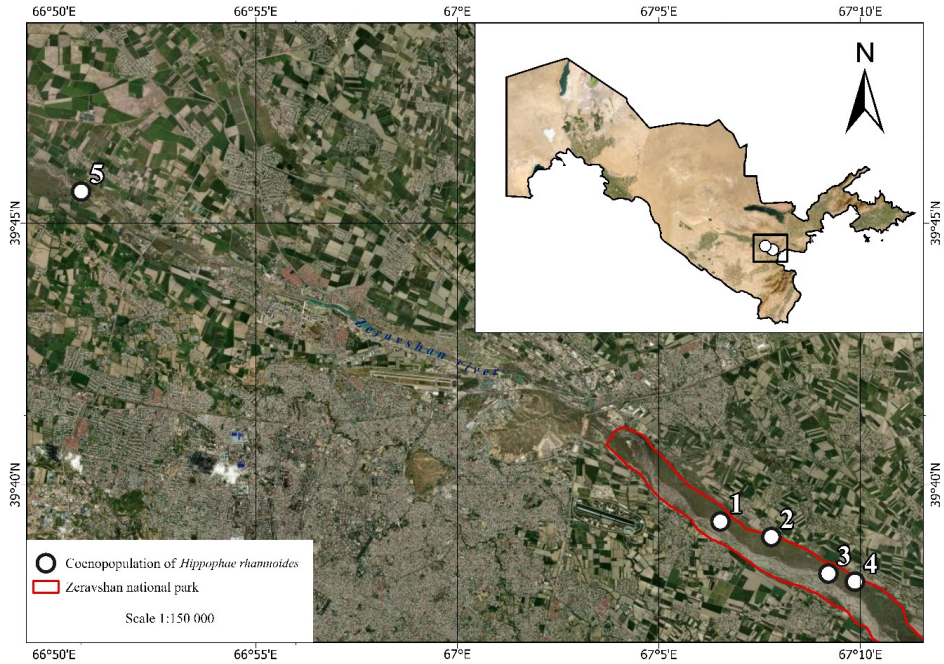 66°50'E 66°55'E 67°E 67°5'E 67°10'E
N
5
39°45'N 39°45'N
Zeravshan river
39°40'N 39°40'N
1
2
3
4
Coenopopulation of Hippophae rhamnoides
Zeravshan national park
Scale 1:150 000
66°50'E 66°55'E 67°E 67°5'E 67°10'E